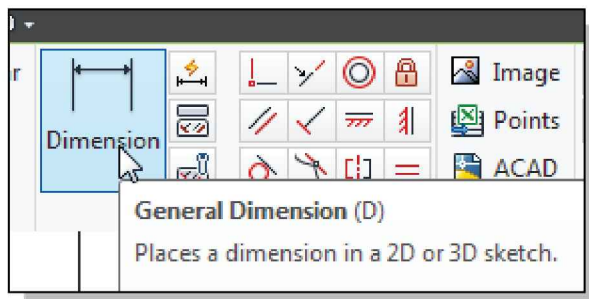 r
Dimension
Image
Points
ACAD
General Dimension (D)
Places a dimension in a 2D or 3D sketch.